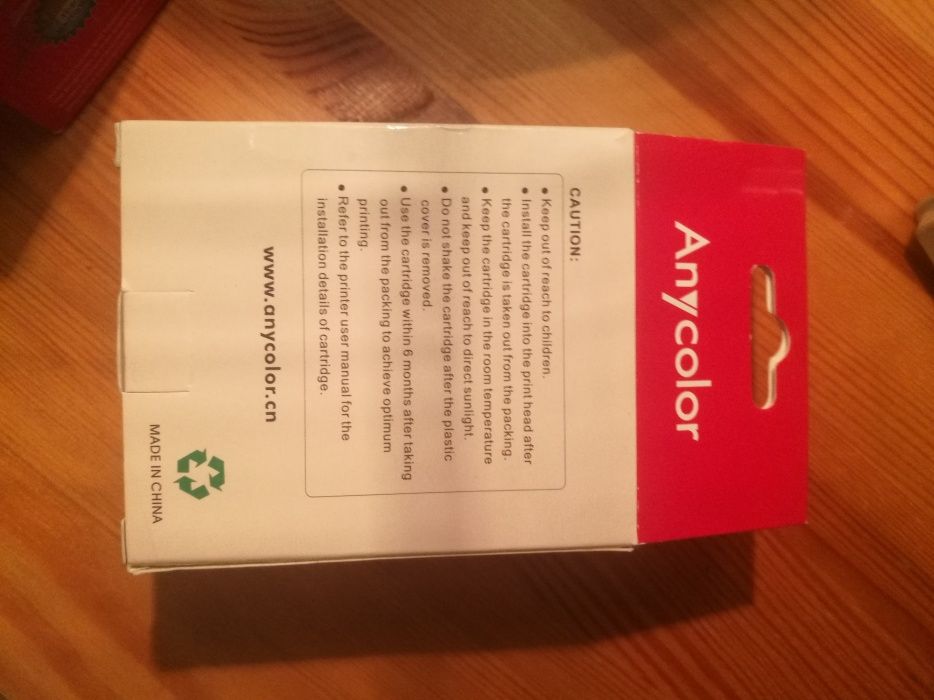 Anycolor
CAUTION:
• Keep out of reach to children.
• Install the cartridge into the print head after
the cartridge is taken out from the packing.
• Keep the cartridge in the room temperature
and keep out of reach to direct sunlight.
• Do not shake the cartridge after the plastic
cover is removed.
• Use the cartridge within 6 months after taking
out from the packing to achieve optimum
printing.
• Refer to the printer user manual for the
installation details of cartridge.
www.anycolor.cn
MADE IN CHINA